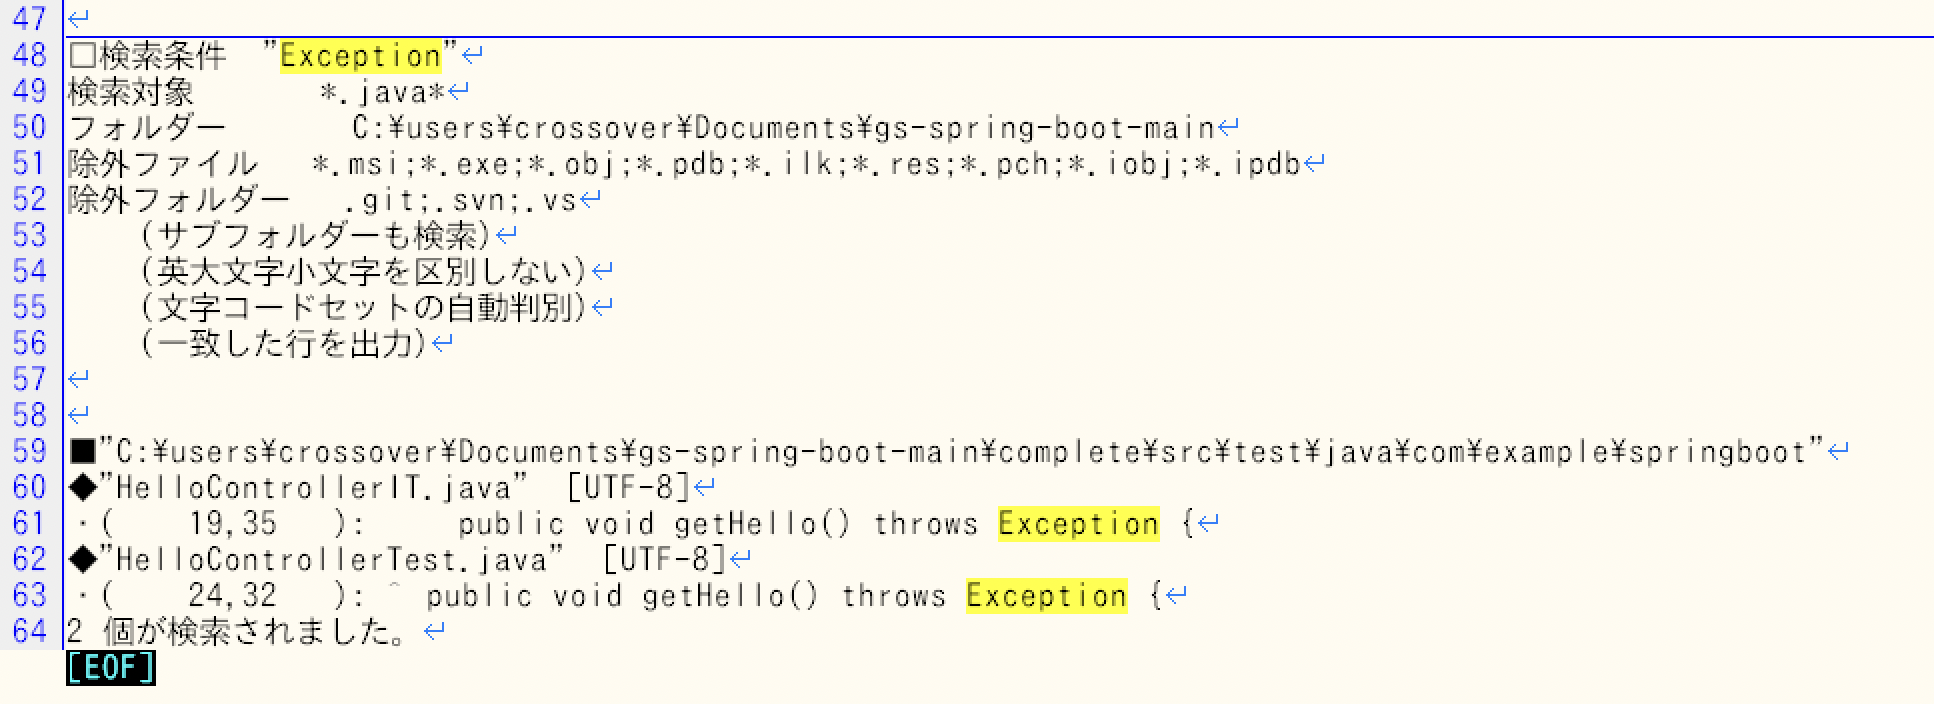 47
48 □検索条件  "Exception"
49 検索対象        *.java*
50 フォルダー        C:¥users¥crossover¥Documents¥gs-spring-boot-main
51 除外ファイル   *.msi;*.exe;*.obj;*.pdb;*.ilk;*.res;*.pch;*.iobj;*.ipdb
52 除外フォルダー   .git;.svn;.vs
53     (サブフォルダーも検索)
54     (英大文字小文字を区別しない)
55     (文字コードセットの自動判別)
56     (一致した行を出力)
57
58
59 ■"C:¥users¥crossover¥Documents¥gs-spring-boot-main¥complete¥src¥test¥java¥com¥example¥springboot"
60 ◆"HelloControllerIT.java"  [UTF-8]
61 ・(    19,35   ):     public void getHello() throws Exception {
62 ◆"HelloControllerTest.java"  [UTF-8]
63 ・(    24,32   ): ^ public void getHello() throws Exception {
64 2 個が検索されました。
[EOF]